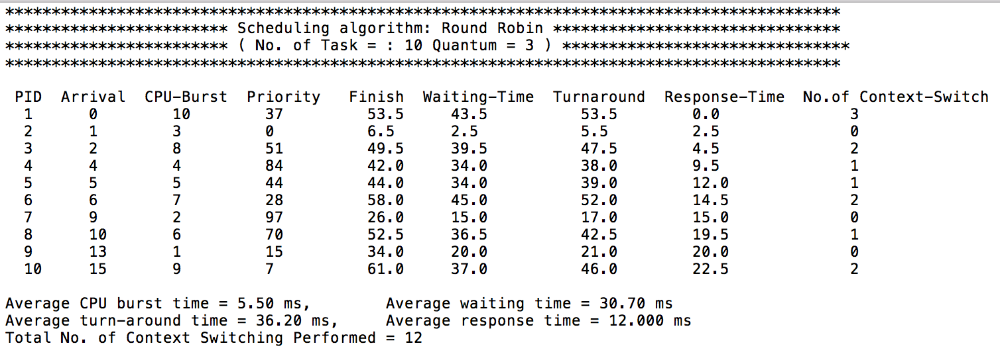 ******************************************************************************************
************************ Scheduling algorithm: Round Robin *******************************
************************ ( No. of Task = : 10 Quantum = 3 ) *******************************
******************************************************************************************
PID Arrival CPU-Burst Priority Finish Waiting-Time Turnaround Response-Time No.of Context-Switch
1 0 10 37 53.5 43.5 53.5 0.0 3
2 1 3 0 6.5 2.5 5.5 2.5 0
3 2 8 51 49.5 39.5 47.5 4.5 2
4 4 4 84 42.0 34.0 38.0 9.5 1
5 5 5 44 44.0 34.0 39.0 12.0 1
6 6 7 28 58.0 45.0 52.0 14.5 2
7 9 2 97 26.0 15.0 17.0 15.0 0
8 10 6 70 52.5 36.5 42.5 19.5 1
9 13 1 15 34.0 20.0 21.0 20.0 0
10 15 9 7 61.0 37.0 46.0 22.5 2
Average CPU burst time = 5.50 ms, Average waiting time = 30.70 ms
Average turn-around time = 36.20 ms, Average response time = 12.000 ms
Total No. of Context Switching Performed = 12